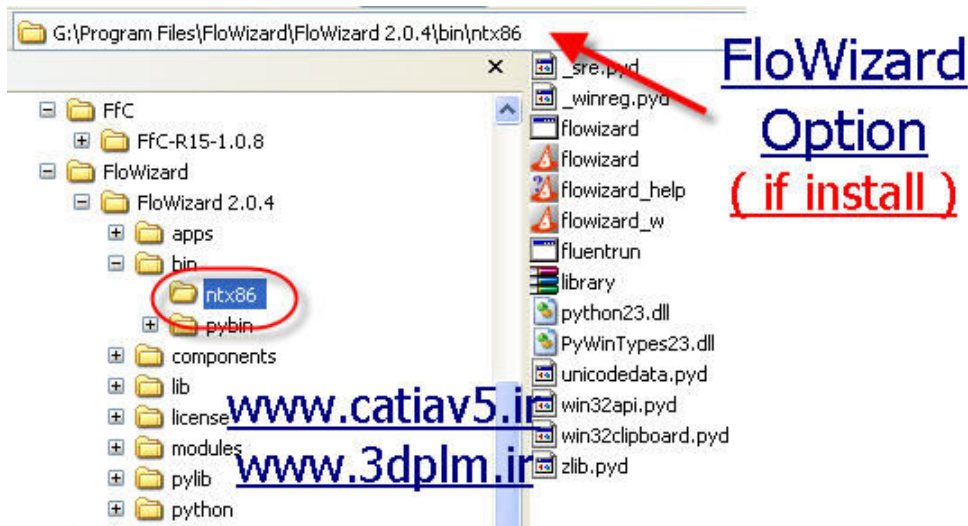 G:\Program Files\FloWizard\FloWizard 2.0.4\bin\ntx86
FfC
FfC-R15-1.0.8
FloWizard
FloWizard 2.0.4
apps
bin
ntx86
pybin
components
lib
license
modules
pylib
python
_sre.pyd
_winreg.pyd
flowizard
flowizard
flowizard_help
flowizard_w
fluentrun
library
python23.dll
PyWinTypes23.dll
unicodedata.pyd
win32api.pyd
win32clipboard.pyd
zlib.pyd
FloWizard
Option
( if install )
www.catiav5.ir
www.3dplm.ir